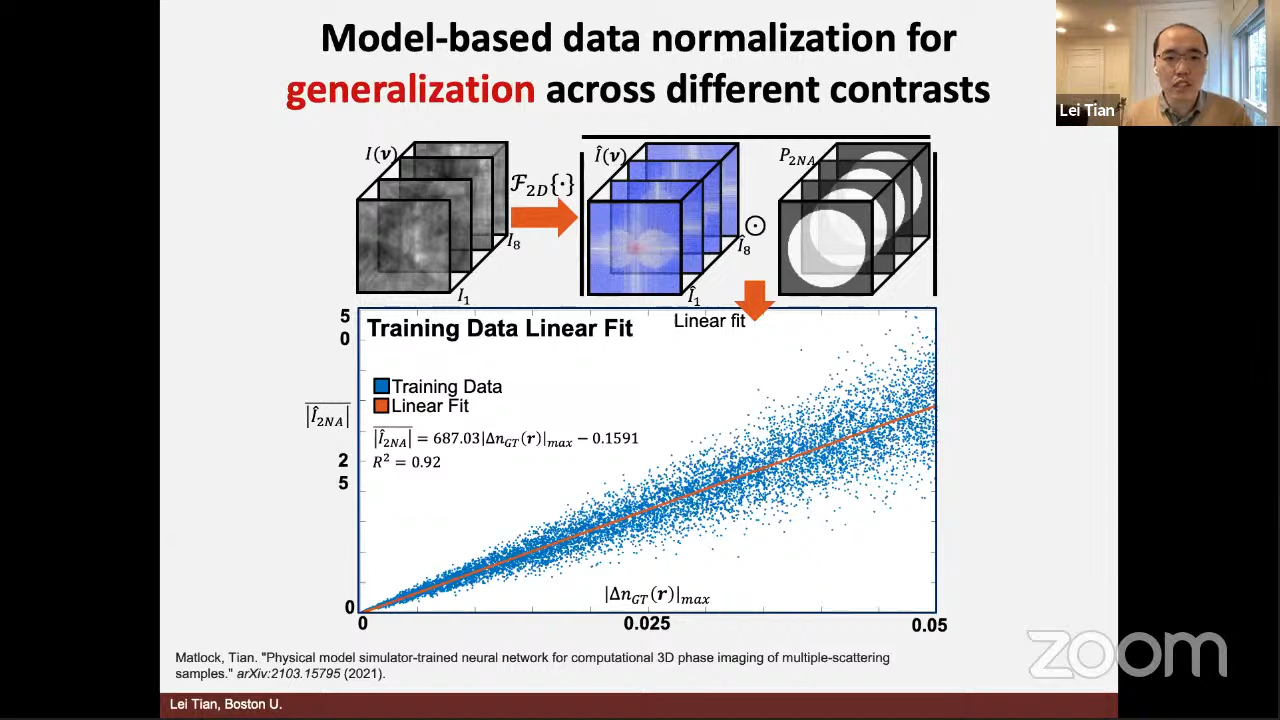 Model-based data normalization for
generalization across different contrasts
Lei Tian
I(ν)
I₈
I₁
ℱ₂D{·}
Î(ν)
Î₈
Î₁
⊙
P₂NA
Linear fit
Training Data Linear Fit
Training Data
Linear Fit
|Î₂NA| = 687.03|Δn_GT(r)|_max − 0.1591
R² = 0.92
|Î₂NA|
5
0
2
5
0
|Δn_GT(r)|_max
0
0.025
0.05
Matlock, Tian. "Physical model simulator-trained neural network for computational 3D phase imaging of multiple-scattering
samples." arXiv:2103.15795 (2021).
Lei Tian, Boston U.
zoom